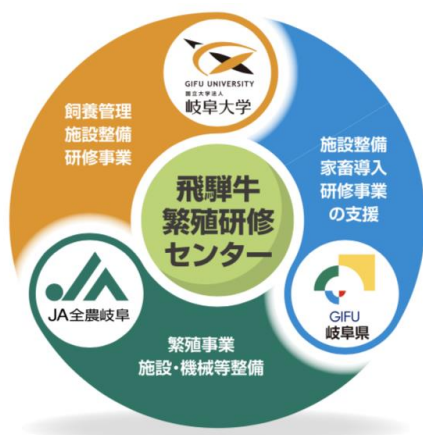 GIFU UNIVERSITY
国立大学法人
岐阜大学
飼養管理
施設整備
研修事業
施設整備
家畜導入
研修事業
の支援
飛騨牛
繁殖研修
センター
JA全農岐阜
GIFU
岐阜県
繁殖事業
施設・機械等整備